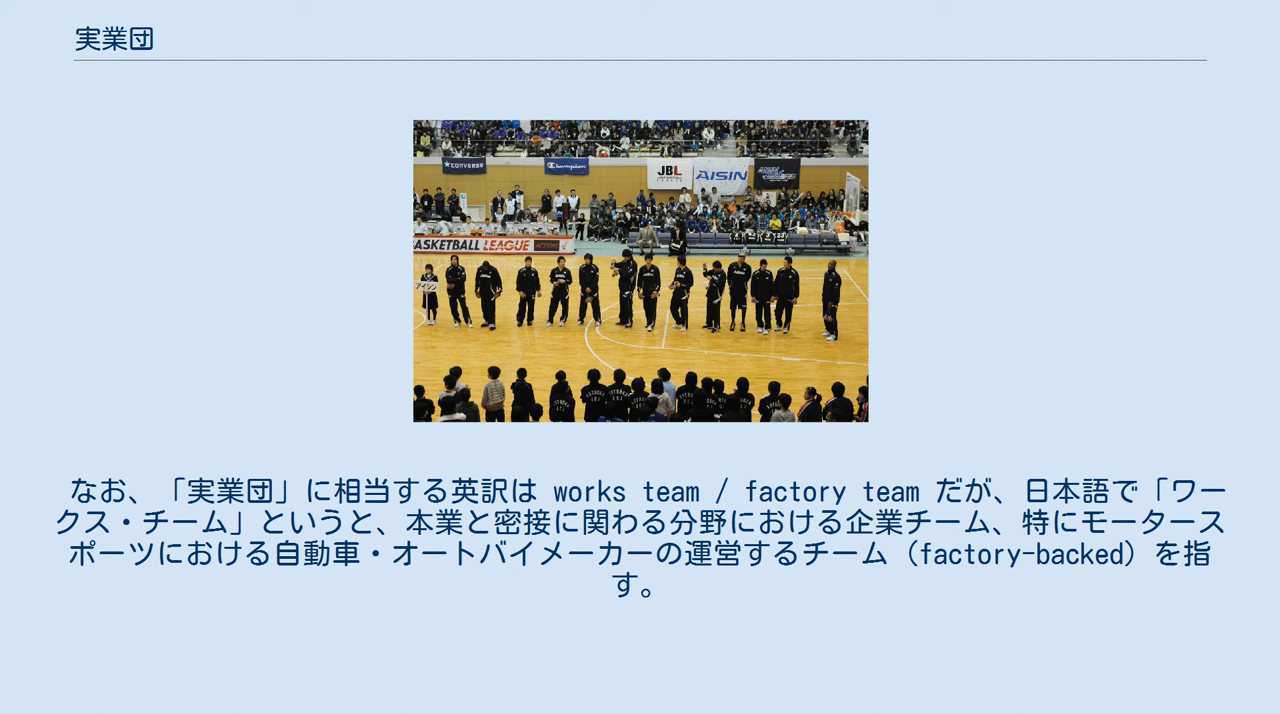 実業団
CONVERSE
Champion
JBL
AISIN
BASKETBALL LEAGUE
アイシン
なお、「実業団」に相当する英訳は works team / factory team だが、日本語で「ワー
クス・チーム」というと、本業と密接に関わる分野における企業チーム、特にモータース
ポーツにおける自動車・オートバイメーカーの運営するチーム（factory-backed）を指
す。